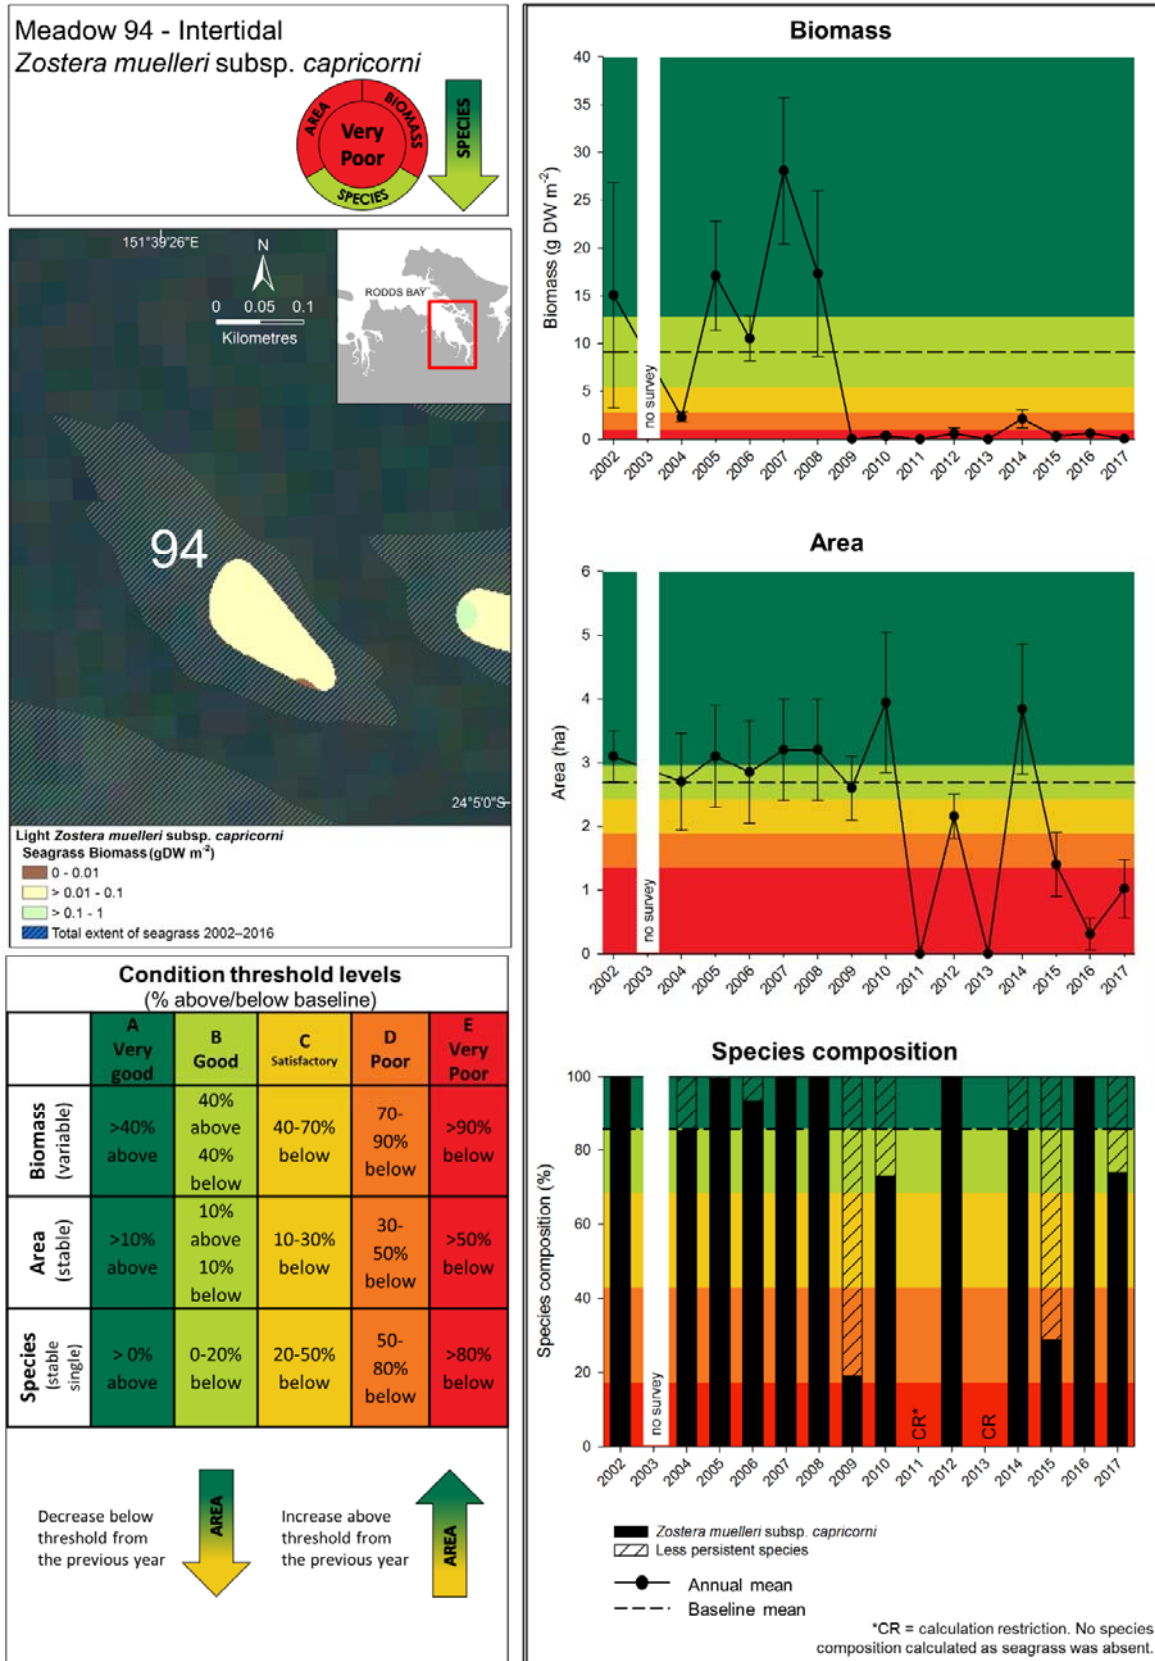 Meadow 94 - Intertidal
Zostera muelleri subsp. capricorni
AREA
BIOMASS
Very
Poor
SPECIES
SPECIES
151°39'26"E
N
0 0.05 0.1
Kilometres
RODDS BAY
94
24°5'0"S
Light Zostera muelleri subsp. capricorni
Seagrass Biomass (gDW m-2)
0 - 0.01
> 0.01 - 0.1
> 0.1 - 1
Total extent of seagrass 2002–2016
Condition threshold levels
(% above/below baseline)
A
Very
good
B
Good
C
Satisfactory
D
Poor
E
Very
Poor
Biomass
(variable)
>40%
above
40%
above
40%
below
40-70%
below
70-
90%
below
>90%
below
Area
(stable)
>10%
above
10%
above
10%
below
10-30%
below
30-
50%
below
>50%
below
Species
(stable
single)
> 0%
above
0-20%
below
20-50%
below
50-
80%
below
>80%
below
Decrease below
threshold from
the previous year
AREA
Increase above
threshold from
the previous year
AREA
Biomass
Biomass (g DW m-2)
40
35
30
25
20
15
10
5
0
no survey
2002 2003 2004 2005 2006 2007 2008 2009 2010 2011 2012 2013 2014 2015 2016 2017
Area
Area (ha)
6
5
4
3
2
1
0
no survey
2002 2003 2004 2005 2006 2007 2008 2009 2010 2011 2012 2013 2014 2015 2016 2017
Species composition
Species composition (%)
100
80
60
40
20
0
no survey
CR*
CR
2002 2003 2004 2005 2006 2007 2008 2009 2010 2011 2012 2013 2014 2015 2016 2017
Zostera muelleri subsp. capricorni
Less persistent species
Annual mean
Baseline mean
*CR = calculation restriction. No species
composition calculated as seagrass was absent.